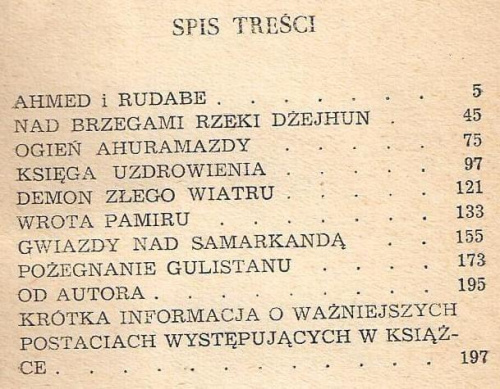 SPIS TREŚCI
AHMED i RUDABE . . . . . . . 5
NAD BRZEGAMI RZEKI DŻEJHUN . . 45
OGIEŃ AHURAMAZDY . . . . . 75
KSIĘGA UZDROWIENIA . . . . . 97
DEMON ZŁEGO WIATRU . . . . . 121
WROTA PAMIRU . . . . . . . 133
GWIAZDY NAD SAMARKANDĄ . . . 155
POŻEGNANIE GULISTANU . . . . 173
OD AUTORA . . . . . . . . 195
KRÓTKA INFORMACJA O WAŻNIEJSZYCH
POSTACIACH WYSTĘPUJĄCYCH W KSIĄŻ-
CE . . . . . . . . . . . 197